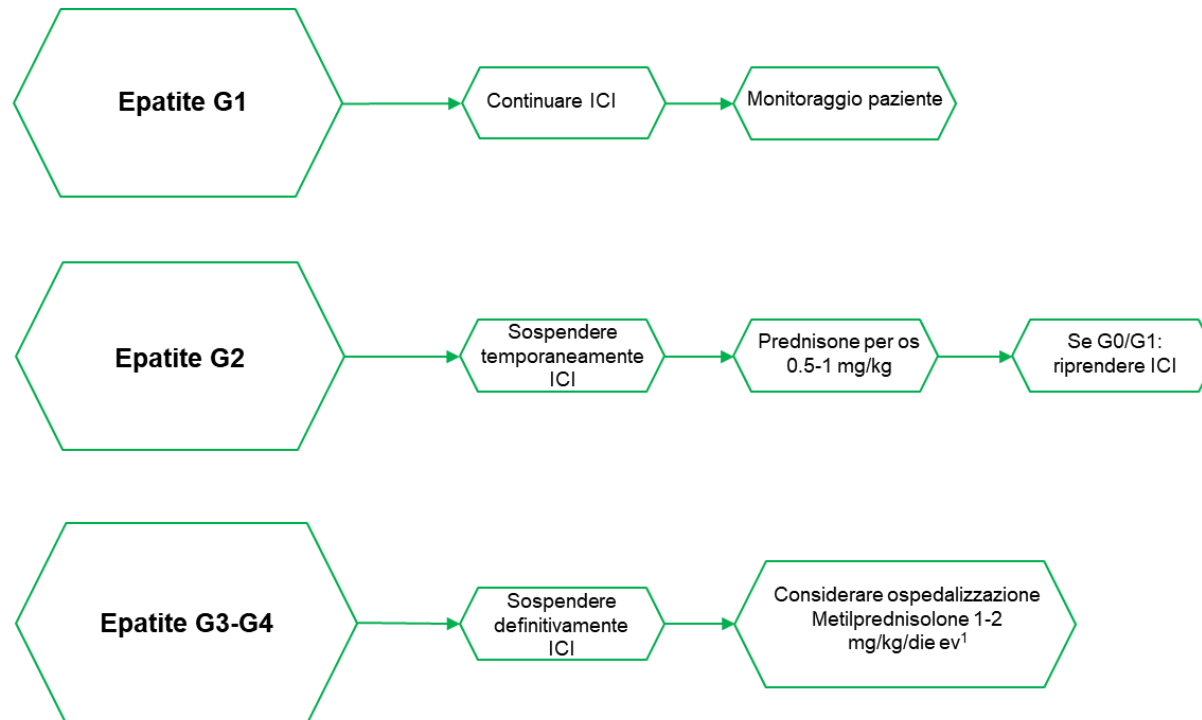 Epatite G1
Continuare ICI
Monitoraggio paziente
Epatite G2
Sospendere
temporaneamente
ICI
Prednisone per os
0.5-1 mg/kg
Se G0/G1:
riprendere ICI
Epatite G3-G4
Sospendere
definitivamente
ICI
Considerare ospedalizzazione
Metilprednisolone 1-2
mg/kg/die ev¹